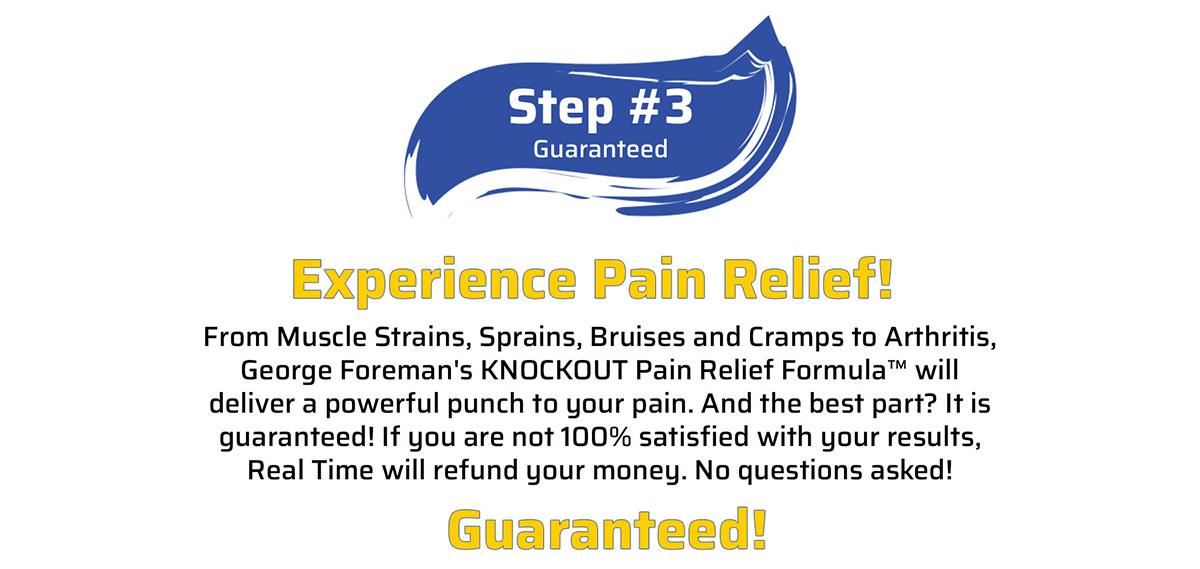 Step #3
Guaranteed
Experience Pain Relief!
From Muscle Strains, Sprains, Bruises and Cramps to Arthritis,
George Foreman's KNOCKOUT Pain Relief Formula™ will
deliver a powerful punch to your pain. And the best part? It is
guaranteed! If you are not 100% satisfied with your results,
Real Time will refund your money. No questions asked!
Guaranteed!